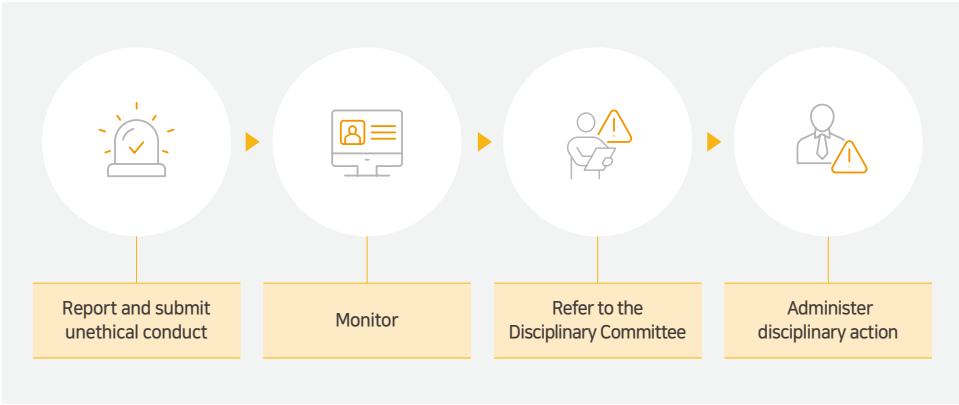 Report and submit
unethical conduct
Monitor
Refer to the
Disciplinary Committee
Administer
disciplinary action